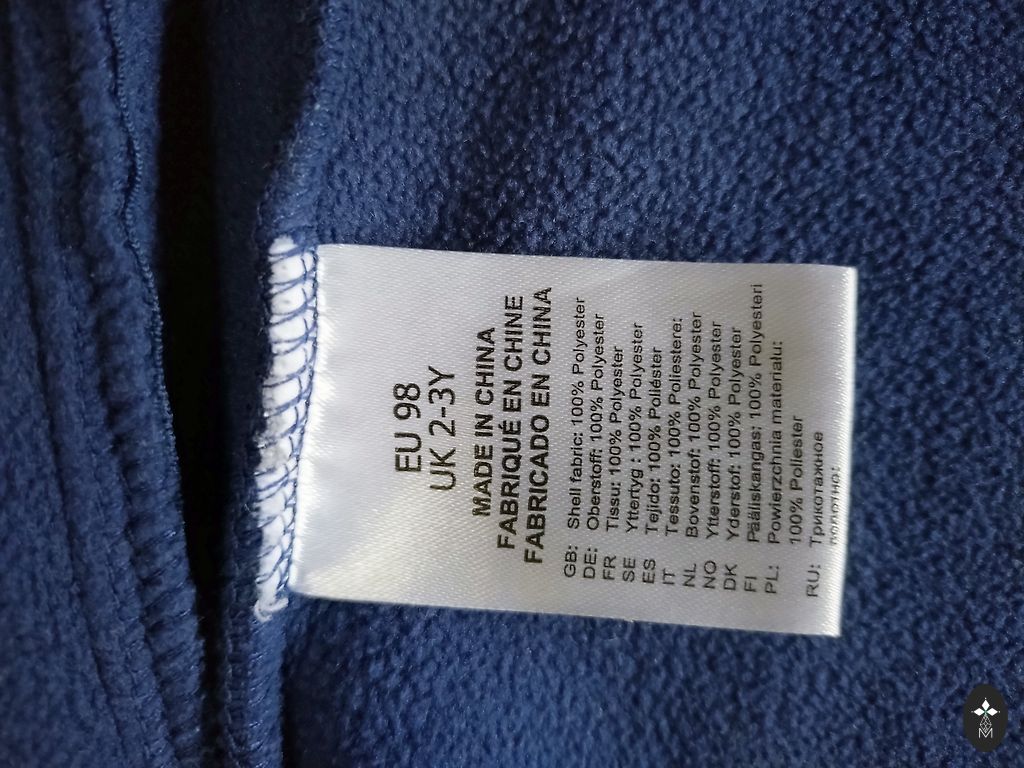 EU 98
UK 2-3Y
MADE IN CHINA
FABRIQUÉ EN CHINE
FABRICADO EN CHINA
GB: Shell fabric: 100% Polyester
DE: Oberstoff: 100% Polyester
FR Tissu: 100% Polyester
SE Yttertyg : 100% Polyester
ES Tejido: 100% Poliéster
IT Tessuto: 100% Poliestere:
NL Bovenstof: 100% Polyester
NO Ytterstoff: 100% Polyester
DK Yderstof: 100% Polyester
FI Pääliskangas: 100% Polyesteri
PL: Powierzchnia materiału:
100% Poliester
RU: Трикотажное
M